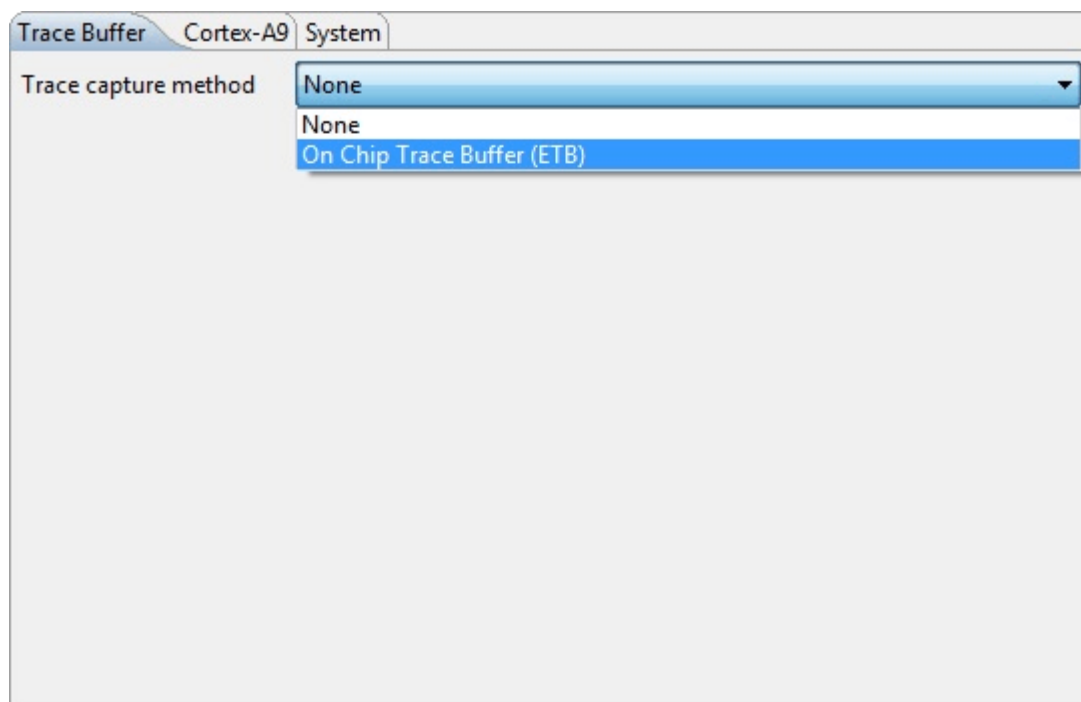 Trace Buffer Cortex-A9 System
Trace capture method None
None
On Chip Trace Buffer (ETB)